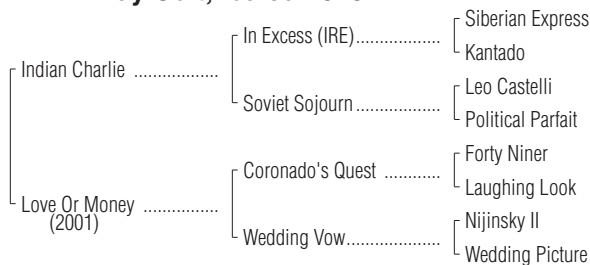 Siberian Express
In Excess (IRE)...................
Kantado
Indian Charlie ..................
Leo Castelli
Soviet Sojourn...................
Political Parfait
Forty Niner
Coronado's Quest ............
Laughing Look
Love Or Money ................
(2001)
Nijinsky II
Wedding Vow.....................
Wedding Picture